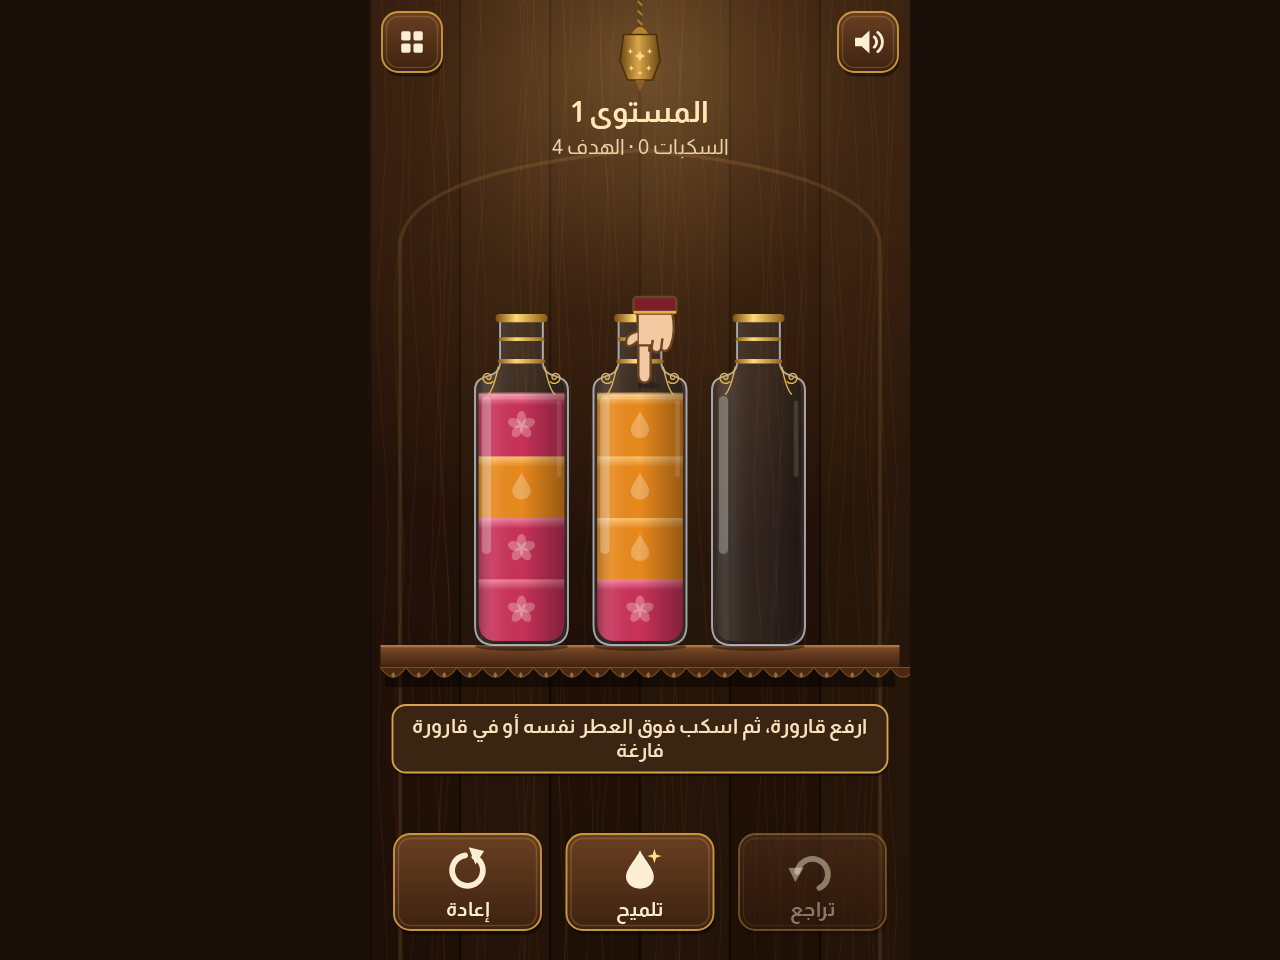 المستوى 1
السكبات 0 · الهدف 4
ارفع قارورة، ثم اسكب فوق العطر نفسه أو في قارورة
فارغة
تراجع
تلميح
إعادة